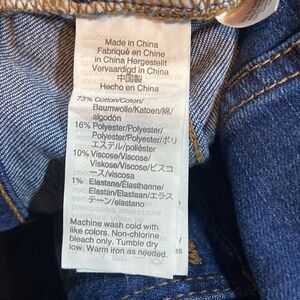 Made in China
Fabriqué en Chine
in China Hergestellt
Vervaardigd in China
中国製
Hecho en China
73% Cotton/Coton/
Baumwolle/Katoen/綿/
algodón
16% Polyester/Polyester/
Polyester/Polyester/ポリ
エステル/poliéster
10% Viscose/Viscose/
Viskose/Viscose/ビスコ
ース/viscosa
1% Elastane/Élasthanne/
Elasthan/Elastaan/エラス
テーン/elastano
Machine wash cold with
like colors. Non-chlorine
bleach only. Tumble dry
low. Warm iron as needed.